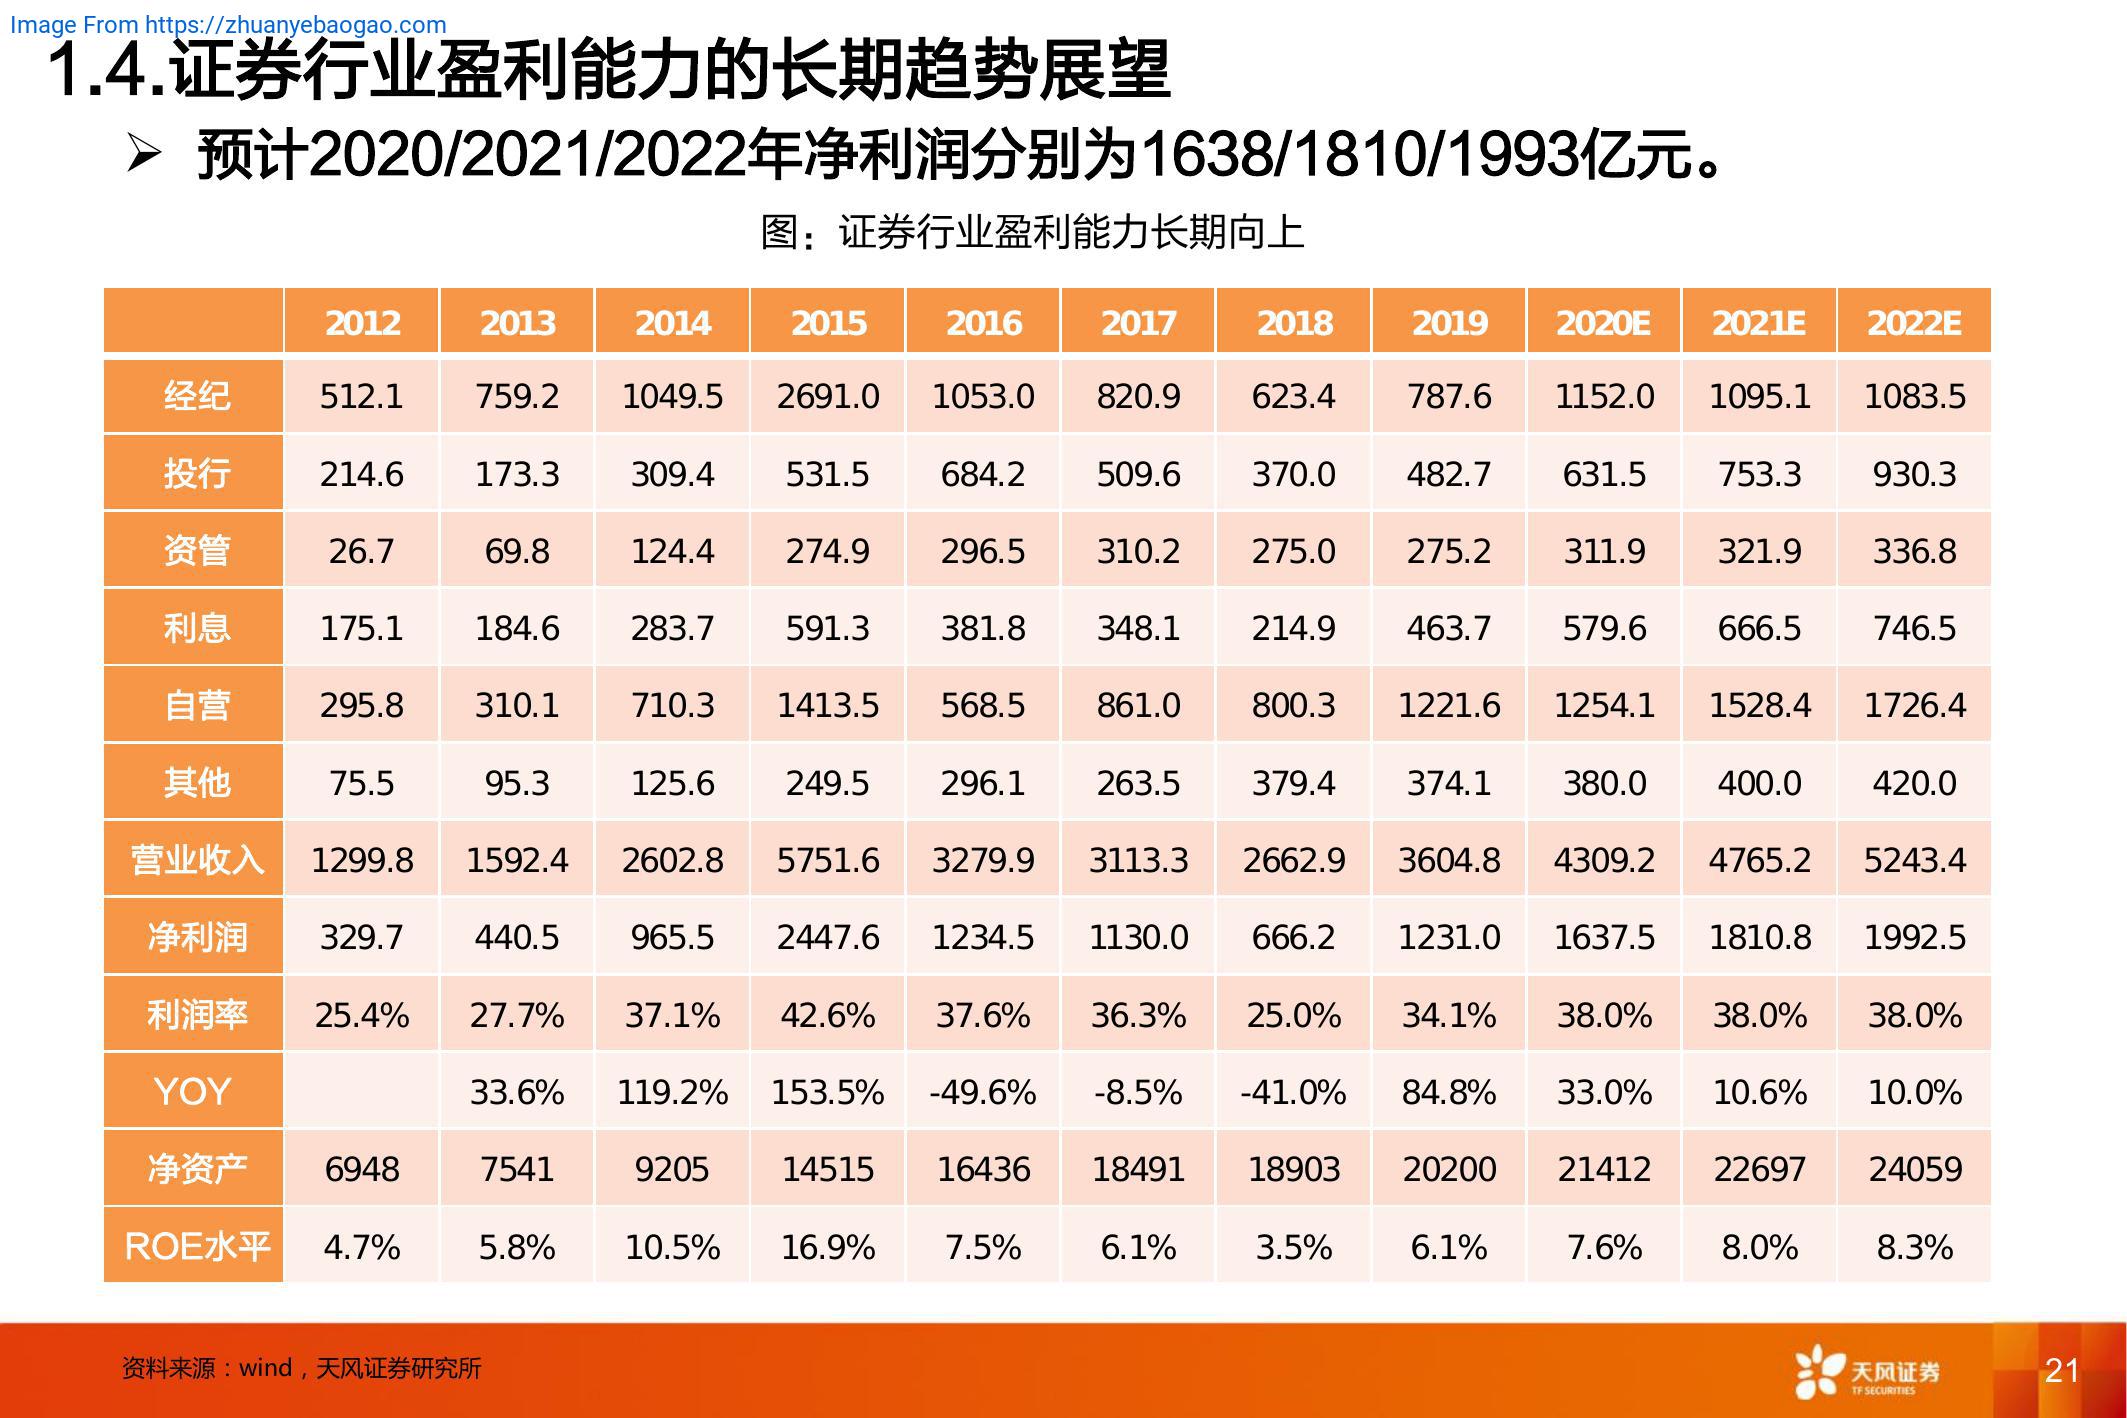 Image From https://zhuanyebaogao.com
1.4.证券行业盈利能力的长期趋势展望
➢ 预计2020/2021/2022年净利润分别为1638/1810/1993亿元。
图：证券行业盈利能力长期向上
2012 2013 2014 2015 2016 2017 2018 2019 2020E 2021E 2022E
经纪 512.1 759.2 1049.5 2691.0 1053.0 820.9 623.4 787.6 1152.0 1095.1 1083.5
投行 214.6 173.3 309.4 531.5 684.2 509.6 370.0 482.7 631.5 753.3 930.3
资管 26.7 69.8 124.4 274.9 296.5 310.2 275.0 275.2 311.9 321.9 336.8
利息 175.1 184.6 283.7 591.3 381.8 348.1 214.9 463.7 579.6 666.5 746.5
自营 295.8 310.1 710.3 1413.5 568.5 861.0 800.3 1221.6 1254.1 1528.4 1726.4
其他 75.5 95.3 125.6 249.5 296.1 263.5 379.4 374.1 380.0 400.0 420.0
营业收入 1299.8 1592.4 2602.8 5751.6 3279.9 3113.3 2662.9 3604.8 4309.2 4765.2 5243.4
净利润 329.7 440.5 965.5 2447.6 1234.5 1130.0 666.2 1231.0 1637.5 1810.8 1992.5
利润率 25.4% 27.7% 37.1% 42.6% 37.6% 36.3% 25.0% 34.1% 38.0% 38.0% 38.0%
YOY 33.6% 119.2% 153.5% -49.6% -8.5% -41.0% 84.8% 33.0% 10.6% 10.0%
净资产 6948 7541 9205 14515 16436 18491 18903 20200 21412 22697 24059
ROE水平 4.7% 5.8% 10.5% 16.9% 7.5% 6.1% 3.5% 6.1% 7.6% 8.0% 8.3%
资料来源：wind，天风证券研究所
天风证券
TF SECURITIES
21